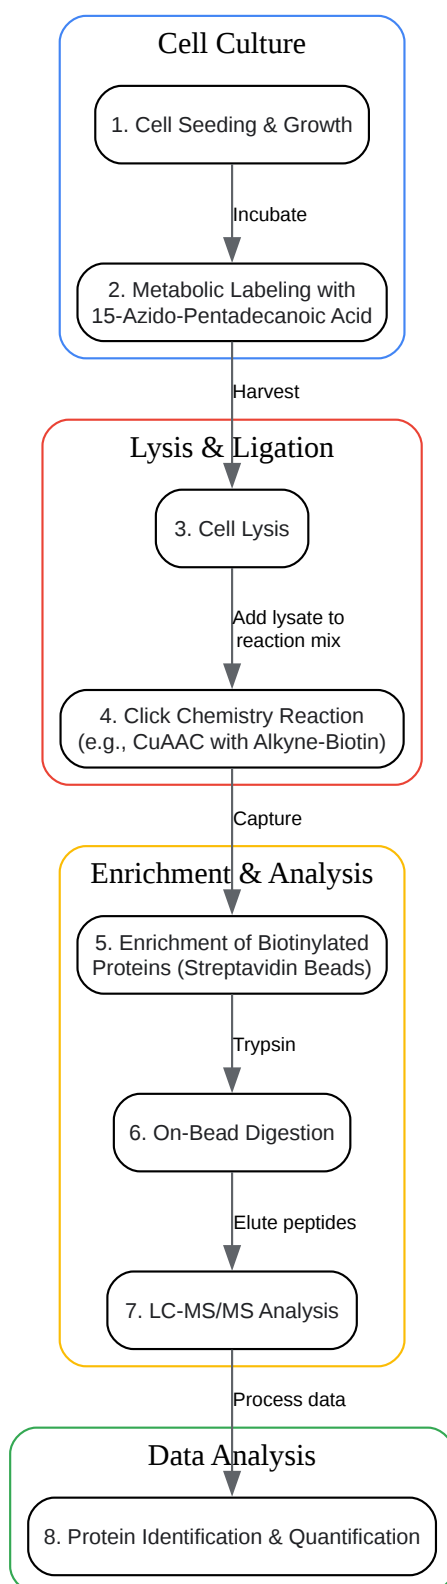 Cell Culture
1. Cell Seeding & Growth
Incubate
2. Metabolic Labeling with
15-Azido-Pentadecanoic Acid
Harvest
Lysis & Ligation
3. Cell Lysis
Add lysate to
reaction mix
4. Click Chemistry Reaction
(e.g., CuAAC with Alkyne-Biotin)
Capture
Enrichment & Analysis
5. Enrichment of Biotinylated
Proteins (Streptavidin Beads)
Trypsin
6. On-Bead Digestion
Elute peptides
7. LC-MS/MS Analysis
Process data
Data Analysis
8. Protein Identification & Quantification